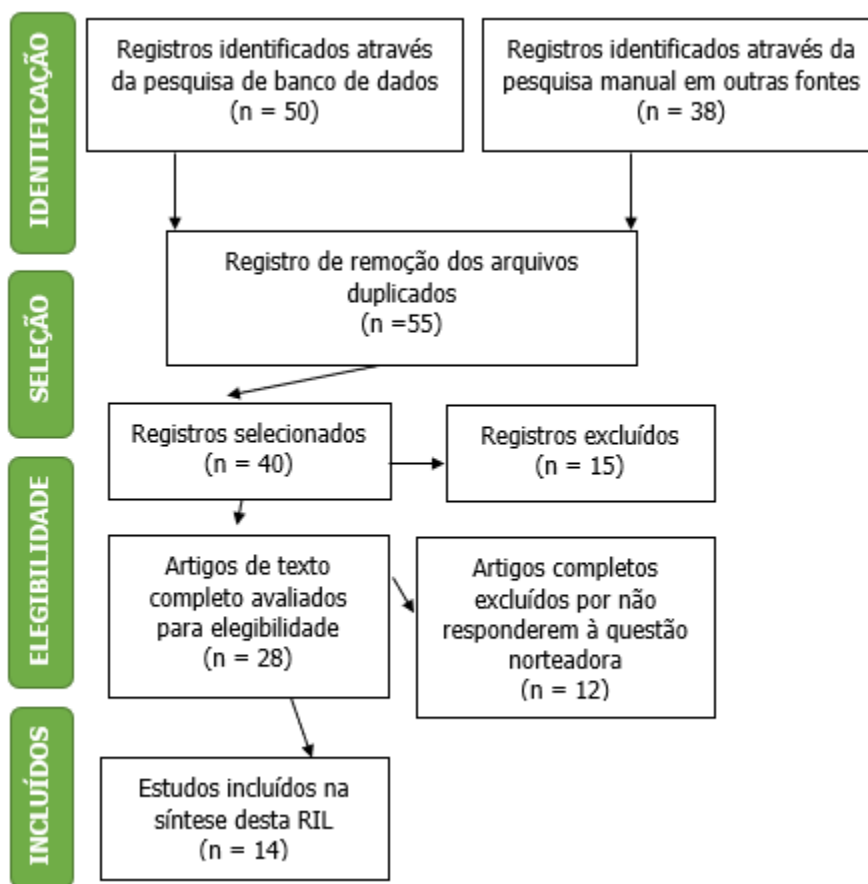 IDENTIFICAÇÃO
Registros identificados através
da pesquisa de banco de dados
(n = 50)
Registros identificados através da
pesquisa manual em outras fontes
(n = 38)
Registro de remoção dos arquivos
duplicados
(n =55)
SELEÇÃO
Registros selecionados
(n = 40)
Registros excluídos
(n = 15)
ELEGIBILIDADE
Artigos de texto
completo avaliados
para elegibilidade
(n = 28)
Artigos completos
excluídos por não
responderem à questão
norteadora
(n = 12)
INCLUÍDOS
Estudos incluídos na
síntese desta RIL
(n = 14)